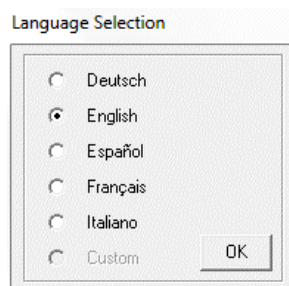 Language Selection
Deutsch
English
Español
Français
Italiano
Custom
OK